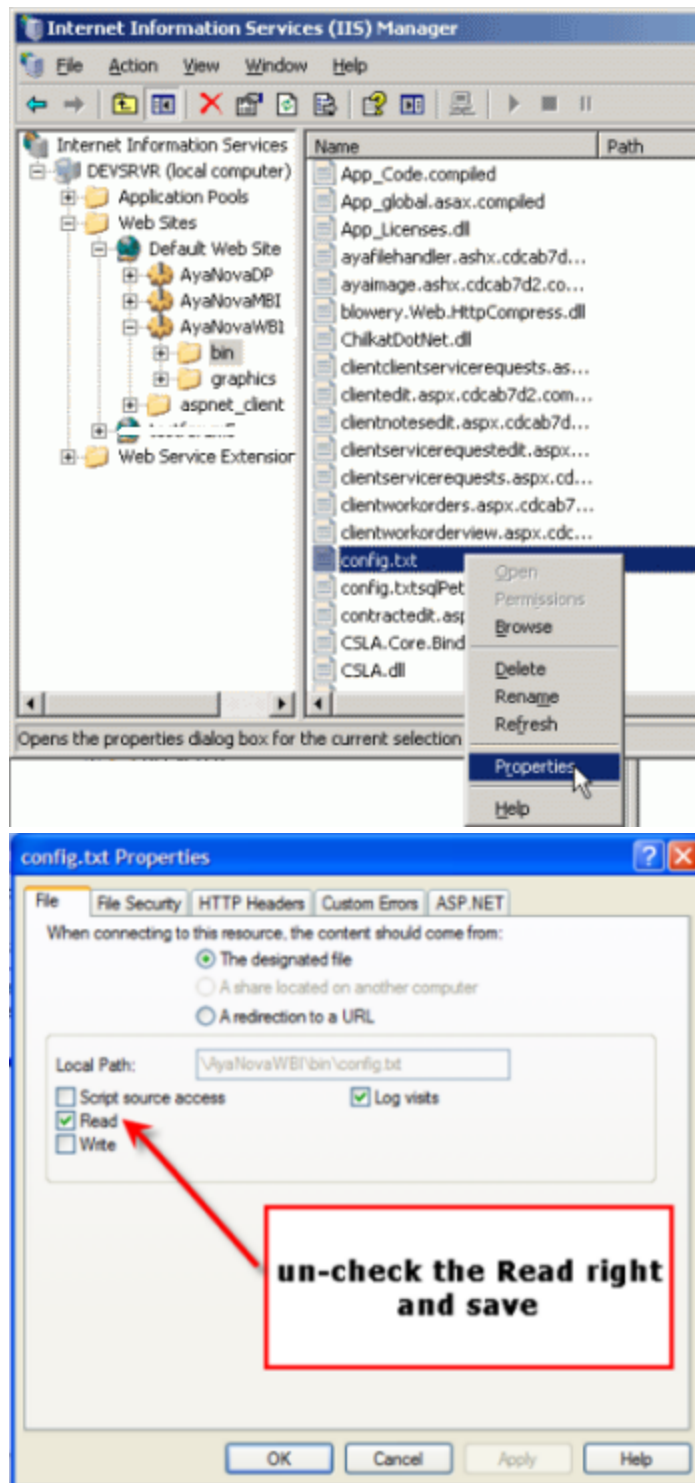 Internet Information Services (IIS) Manager
File Action View Window Help
Internet Information Services
DEVSRVR (local computer)
Application Pools
Web Sites
Default Web Site
AyaNovaDP
AyaNovaMBI
AyaNovaWBI
bin
graphics
aspnet_client
Web Service Extension
Name Path
App_Code.compiled
App_global.asax.compiled
App_Licenses.dll
ayafilehandler.ashx.cdcab7d...
ayaimage.ashx.cdcab7d2.co...
blowery.Web.HttpCompress.dll
ChilkatDotNet.dll
clientclientservicerequests.as...
clientedit.aspx.cdcab7d2.com...
clientnotesedit.aspx.cdcab7d...
clientservicerequestedit.aspx...
clientservicerequests.aspx.cd...
clientworkorders.aspx.cdcab7...
clientworkorderview.aspx.cdc...
config.txt
config.txtsqlPet
contractedit.asp
CSLA.Core.Bind
CSLA.dll
Open
Permissions
Browse
Delete
Rename
Refresh
Properties
Help
Opens the properties dialog box for the current selection
config.txt Properties
File File Security HTTP Headers Custom Errors ASP.NET
When connecting to this resource, the content should come from:
The designated file
A share located on another computer
A redirection to a URL
Local Path: \AyaNovaWBI\bin\config.txt
Script source access Log visits
Read
Write
un-check the Read right
and save
OK Cancel Apply Help